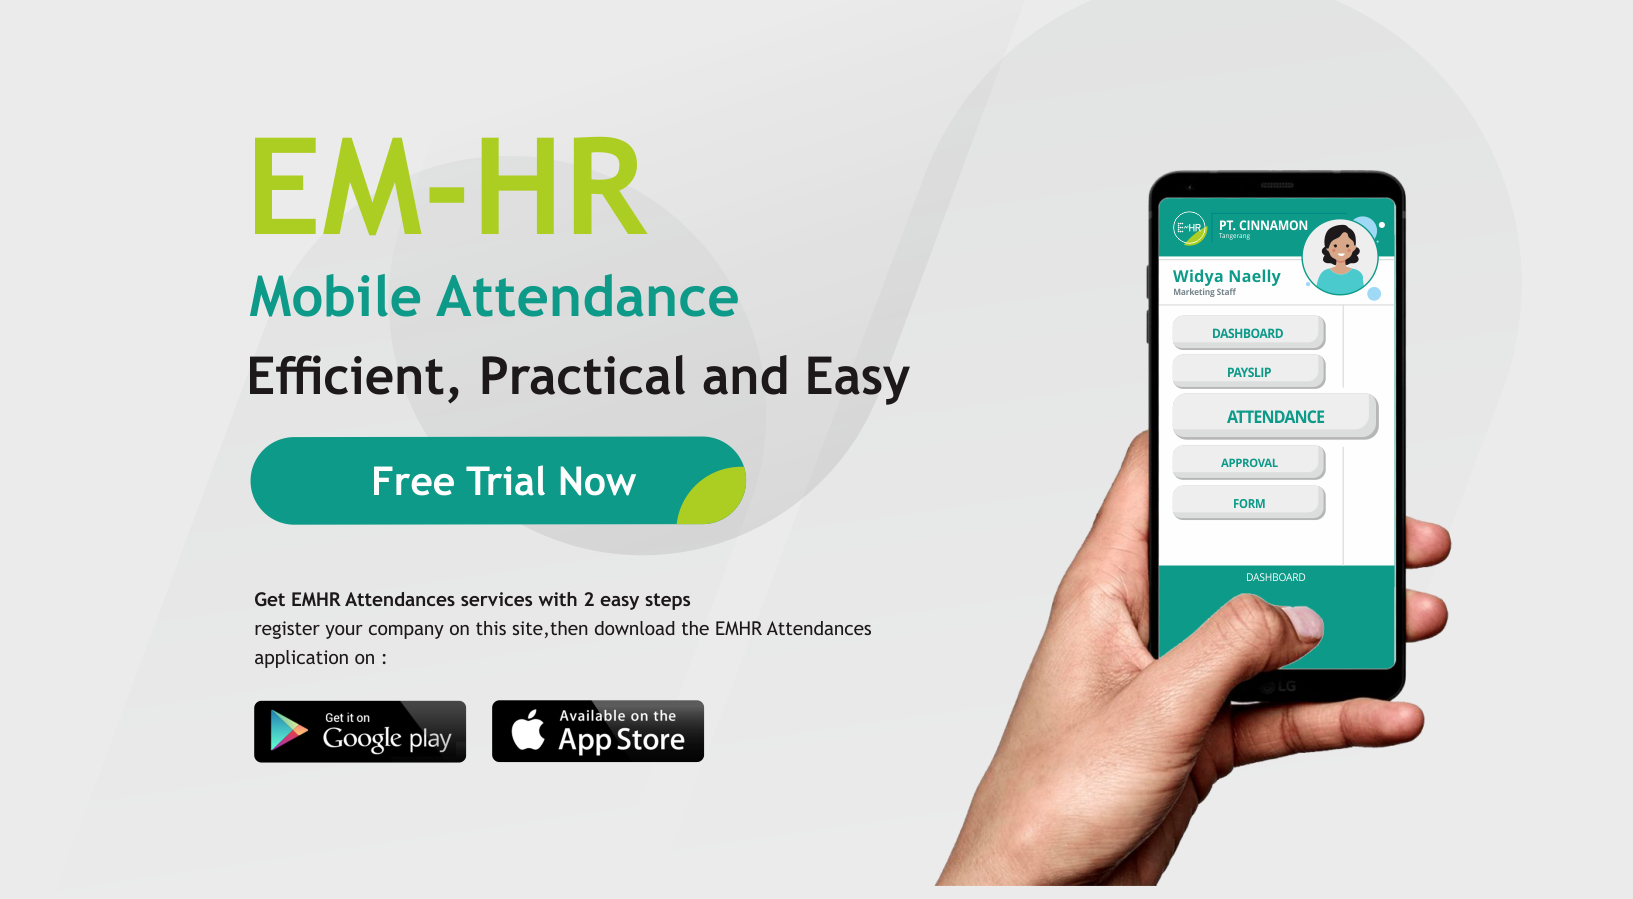 EM-HR
Mobile Attendance
Efficient, Practical and Easy
Free Trial Now
Get EMHR Attendances services with 2 easy steps
register your company on this site,then download the EMHR Attendances
application on :
Get it on
Google play
Available on the
App Store
EM-HR
PT. CINNAMON
Tangerang
Widya Naelly
Marketing Staff
DASHBOARD
PAYSLIP
ATTENDANCE
APPROVAL
FORM
DASHBOARD
LG